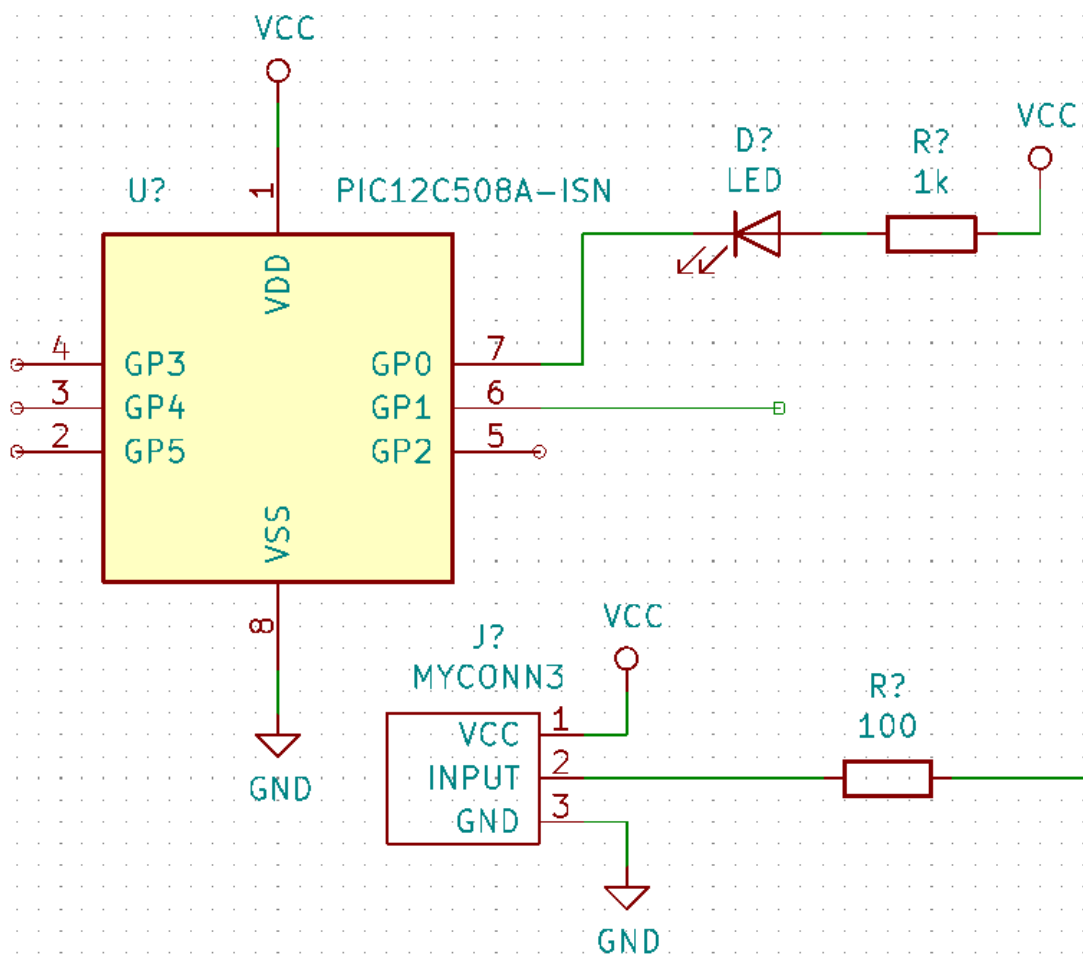 VCC
U?
1
PIC12C508A-ISN
D?
LED
R?
1k
VCC
VDD
4 GP3
GP0 7
3 GP4
GP1 6
2 GP5
GP2 5
VSS
8
GND
J?
MYCONN3
VCC
VCC 1
INPUT 2
GND 3
GND
R?
100